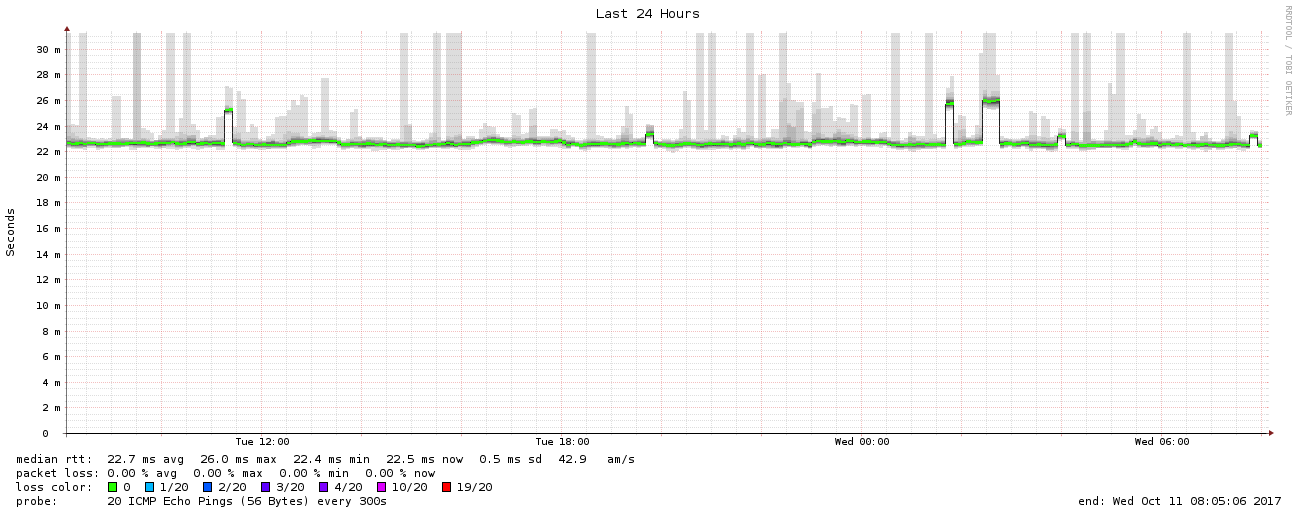 Last 24 Hours
RRDTOOL / TOBI OETIKER
Seconds
30 m
28 m
26 m
24 m
22 m
20 m
18 m
16 m
14 m
12 m
10 m
8 m
6 m
4 m
2 m
0
Tue 12:00 Tue 18:00 Wed 00:00 Wed 06:00
median rtt: 22.7 ms avg 26.0 ms max 22.4 ms min 22.5 ms now 0.5 ms sd 42.9 am/s
packet loss: 0.00 % avg 0.00 % max 0.00 % min 0.00 % now
loss color: 0 1/20 2/20 3/20 4/20 10/20 19/20
probe: 20 ICMP Echo Pings (56 Bytes) every 300s end: Wed Oct 11 08:05:06 2017